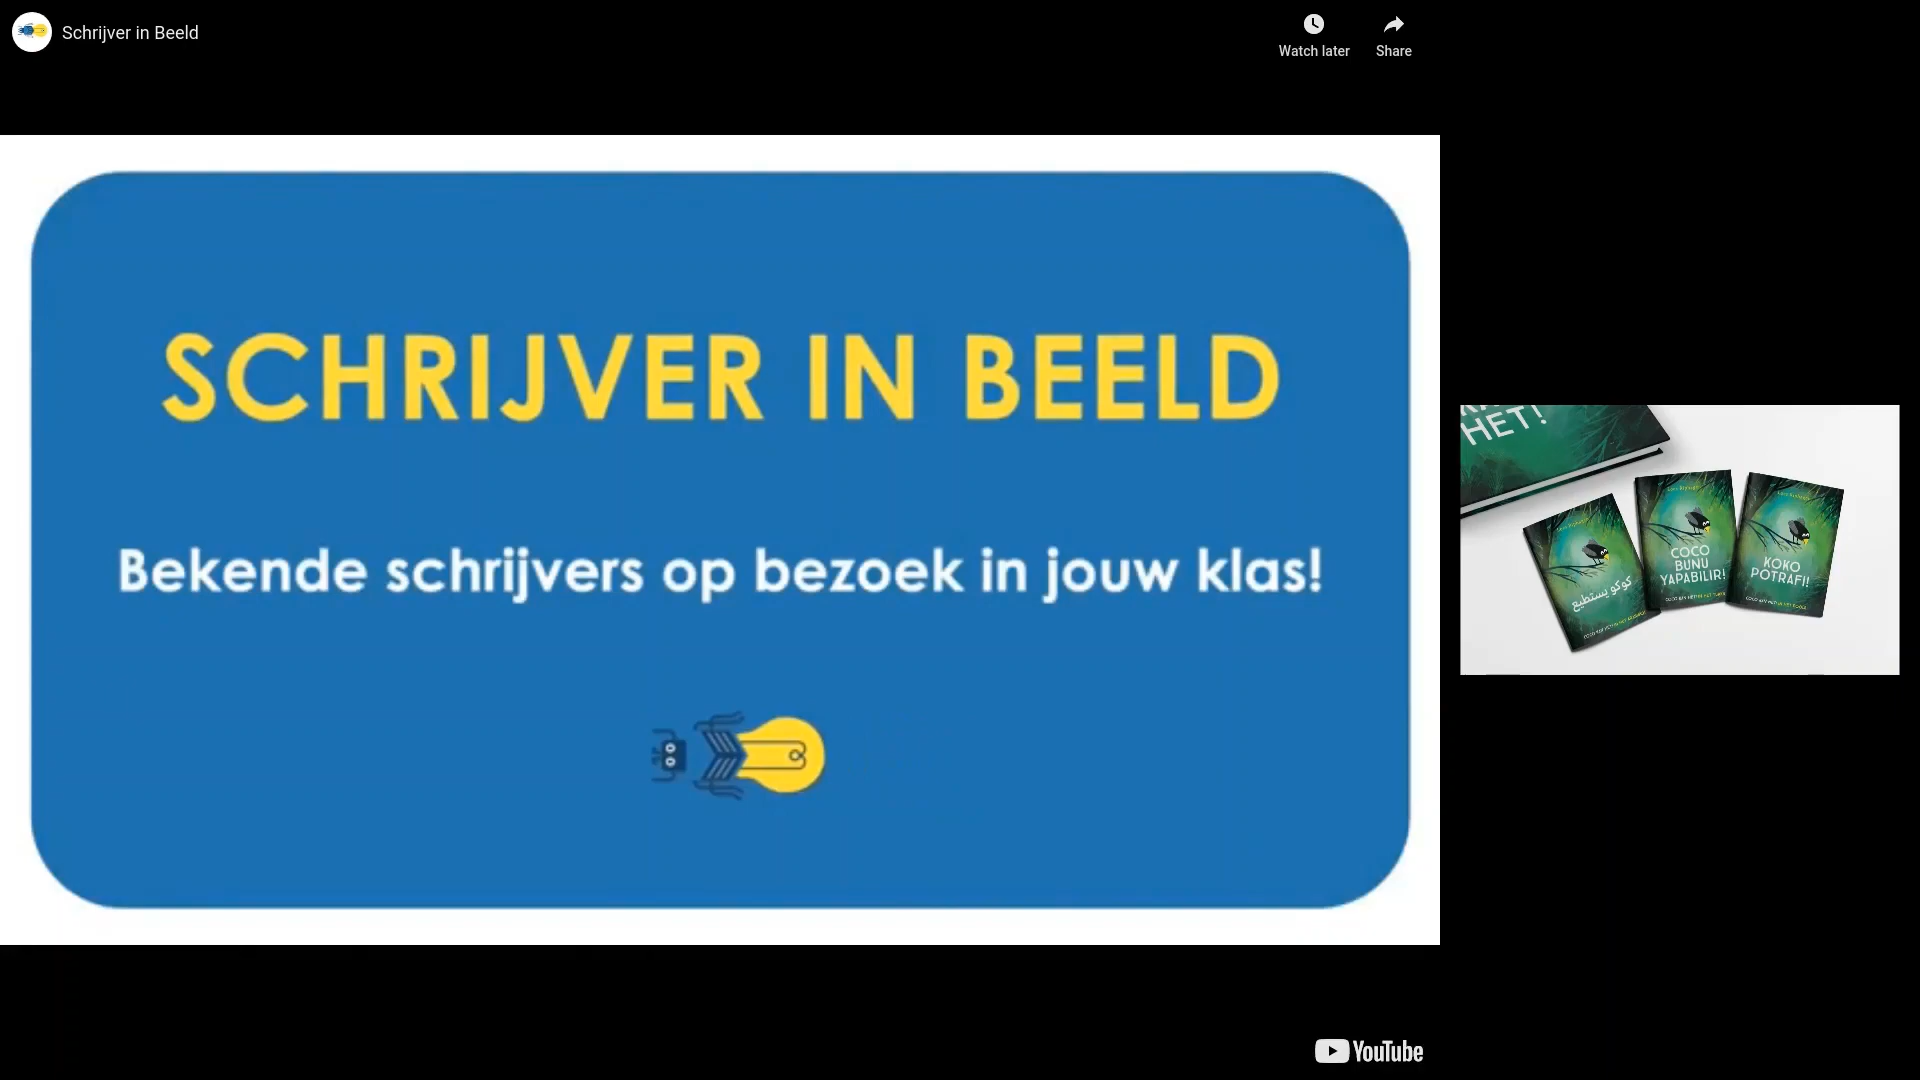 Schrijver in Beeld
Watch later
Share
SCHRIJVER IN BEELD
Bekende schrijvers op bezoek in jouw klas!
HET!
كوكو يستطيع
COCO
BUNU
YAPABILIR!
KOKO
POTRAFI!
YouTube